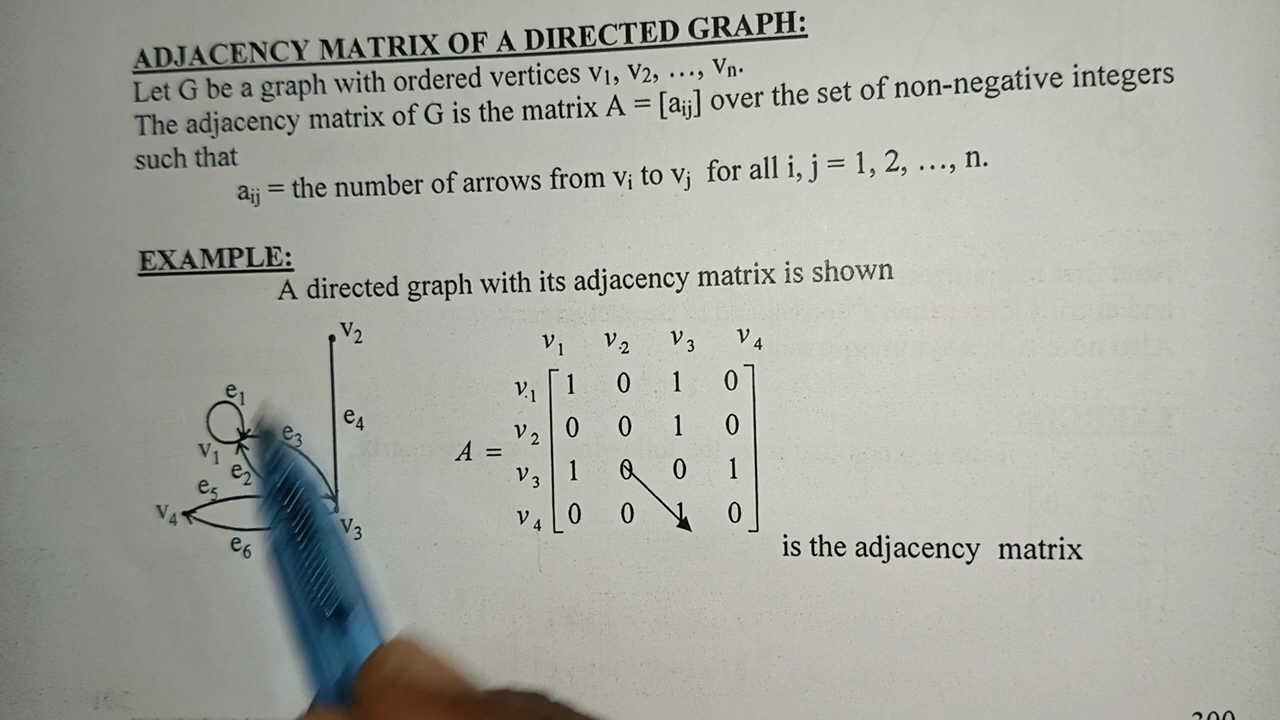 ADJACENCY MATRIX OF A DIRECTED GRAPH:
Let G be a graph with ordered vertices v1, v2, …, vn.
The adjacency matrix of G is the matrix A = [aij] over the set of non-negative integers
such that
aij = the number of arrows from vi to vj for all i, j = 1, 2, …, n.
EXAMPLE:
A directed graph with its adjacency matrix is shown
v2
e1
e4
e3
v1
e2
e5
v4
v3
e6
v1 v2 v3 v4
v1 1 0 1 0
v2 0 0 1 0
A =
v3 1 0 0 1
v4 0 0 1 0
is the adjacency matrix